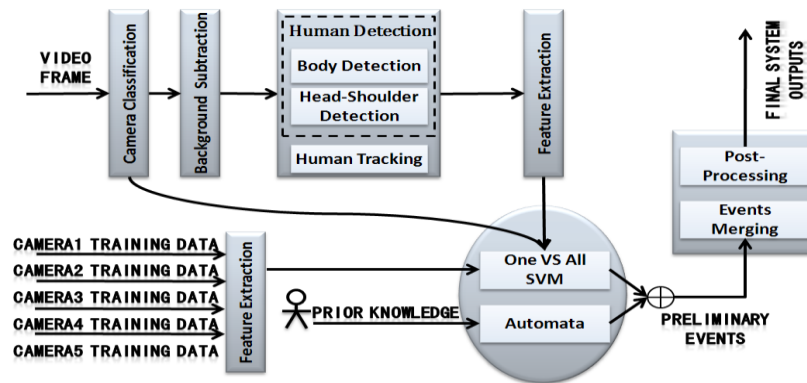 VIDEO
FRAME
Camera Classification
Background Subtraction
Human Detection
Body Detection
Head-Shoulder
Detection
Human Tracking
Feature Extraction
FINAL SYSTEM
OUTPUTS
Post-
Processing
Events
Merging
CAMERA1 TRAINING DATA
CAMERA2 TRAINING DATA
CAMERA3 TRAINING DATA
CAMERA4 TRAINING DATA
CAMERA5 TRAINING DATA
Feature Extraction
PRIOR KNOWLEDGE
One VS All
SVM
Automata
PRELIMINARY
EVENTS